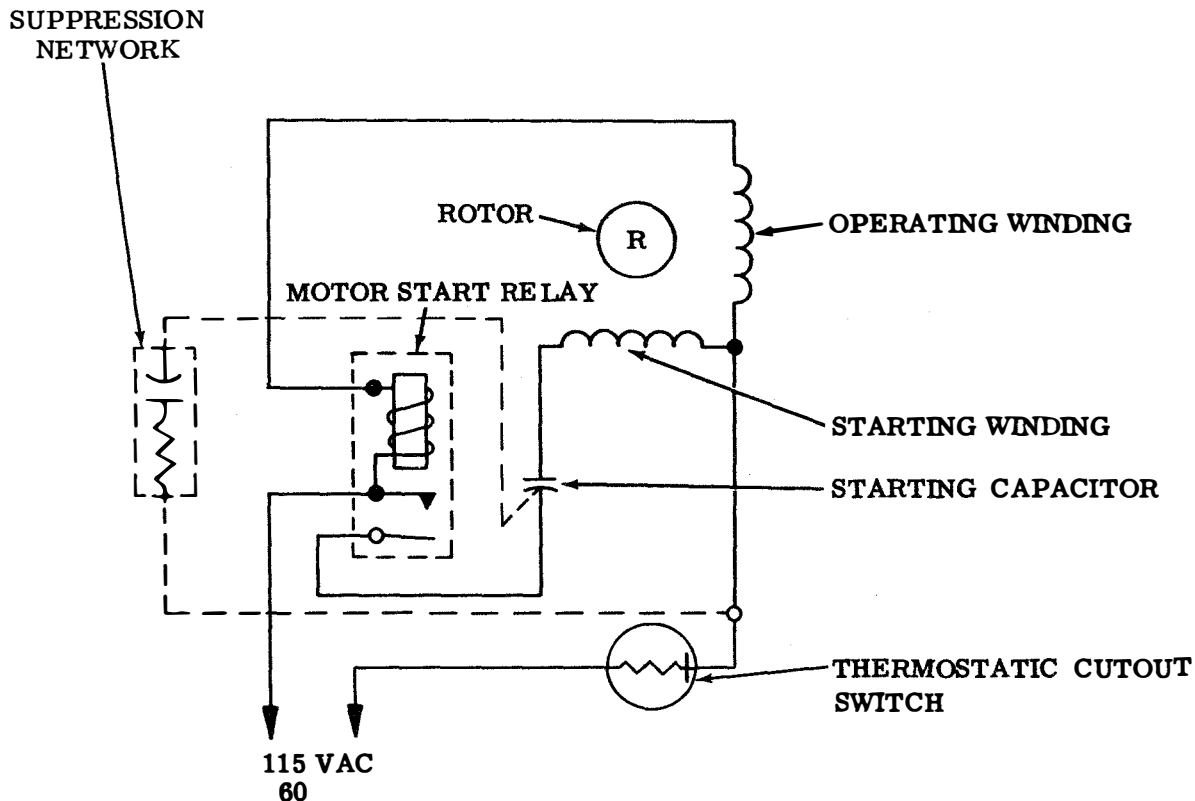 SUPPRESSION
NETWORK
ROTOR
R
OPERATING WINDING
MOTOR START RELAY
STARTING WINDING
STARTING CAPACITOR
THERMOSTATIC CUTOUT
SWITCH
115 VAC
60